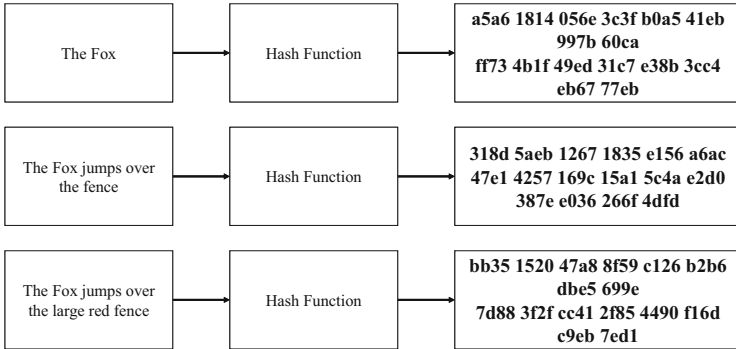 The Fox
Hash Function
a5a6 1814 056e 3c3f b0a5 41eb
997b 60ca
ff73 4b1f 49ed 31c7 e38b 3cc4
eb67 77eb
The Fox jumps over
the fence
Hash Function
318d 5aeb 1267 1835 e156 a6ac
47e1 4257 169c 15a1 5c4a e2d0
387e e036 266f 4dfd
The Fox jumps over
the large red fence
Hash Function
bb35 1520 47a8 8f59 c126 b2b6
dbe5 699e
7d88 3f2f cc41 2f85 4490 f16d
c9eb 7ed1